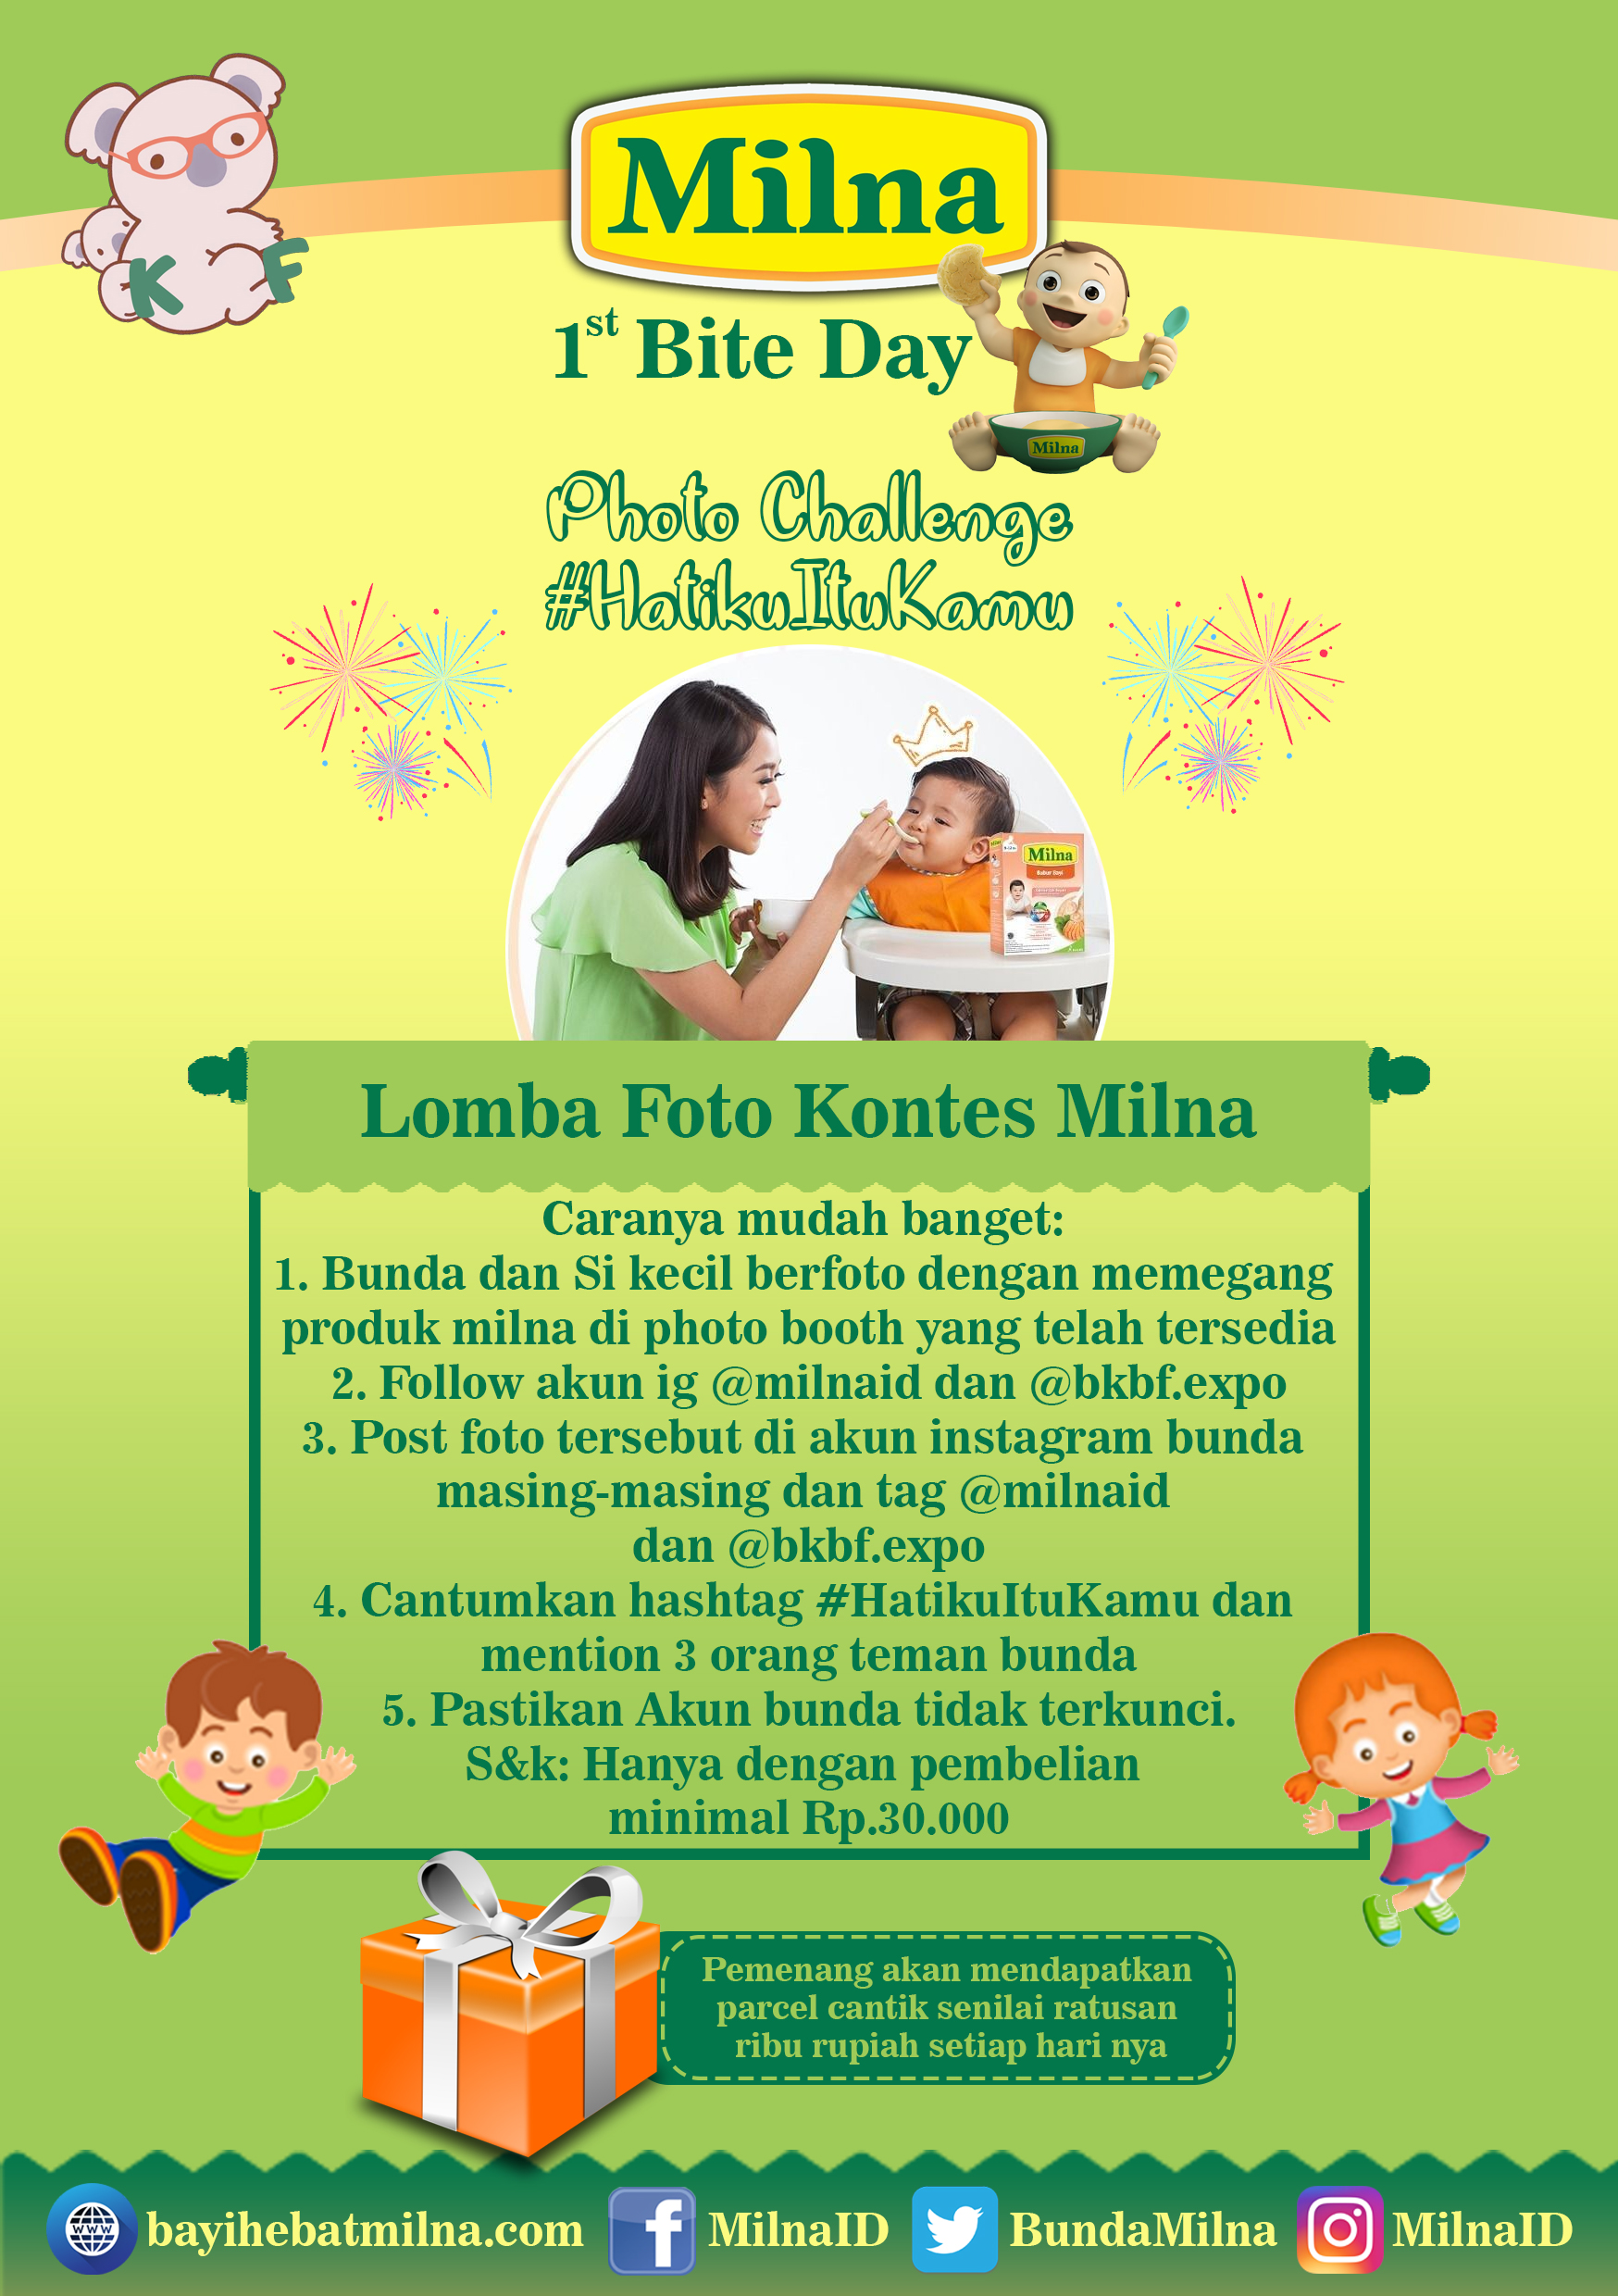 K F
Milna
1st Bite Day
Milna
Photo Challenge
#HatikuItuKamu
Milna
Bubur Bayi
Lomba Foto Kontes Milna
Caranya mudah banget:
1. Bunda dan Si kecil berfoto dengan memegang
produk milna di photo booth yang telah tersedia
2. Follow akun ig @milnaid dan @bkbf.expo
3. Post foto tersebut di akun instagram bunda
masing-masing dan tag @milnaid
dan @bkbf.expo
4. Cantumkan hashtag #HatikuItuKamu dan
mention 3 orang teman bunda
5. Pastikan Akun bunda tidak terkunci.
S&k: Hanya dengan pembelian
minimal Rp.30.000
Pemenang akan mendapatkan
parcel cantik senilai ratusan
ribu rupiah setiap hari nya
www bayihebatmilna.com f MilnaID BundaMilna MilnaID